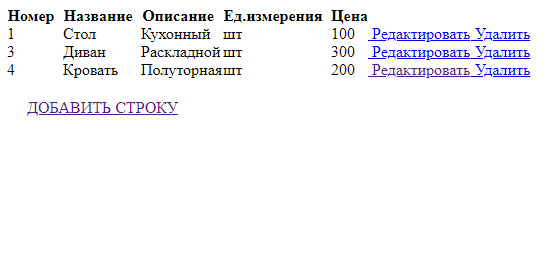 Номер Название Описание Ед.измерения Цена
1 Стол Кухонный шт 100 Редактировать Удалить
3 Диван Раскладной шт 300 Редактировать Удалить
4 Кровать Полуторная шт 200 Редактировать Удалить
ДОБАВИТЬ СТРОКУ